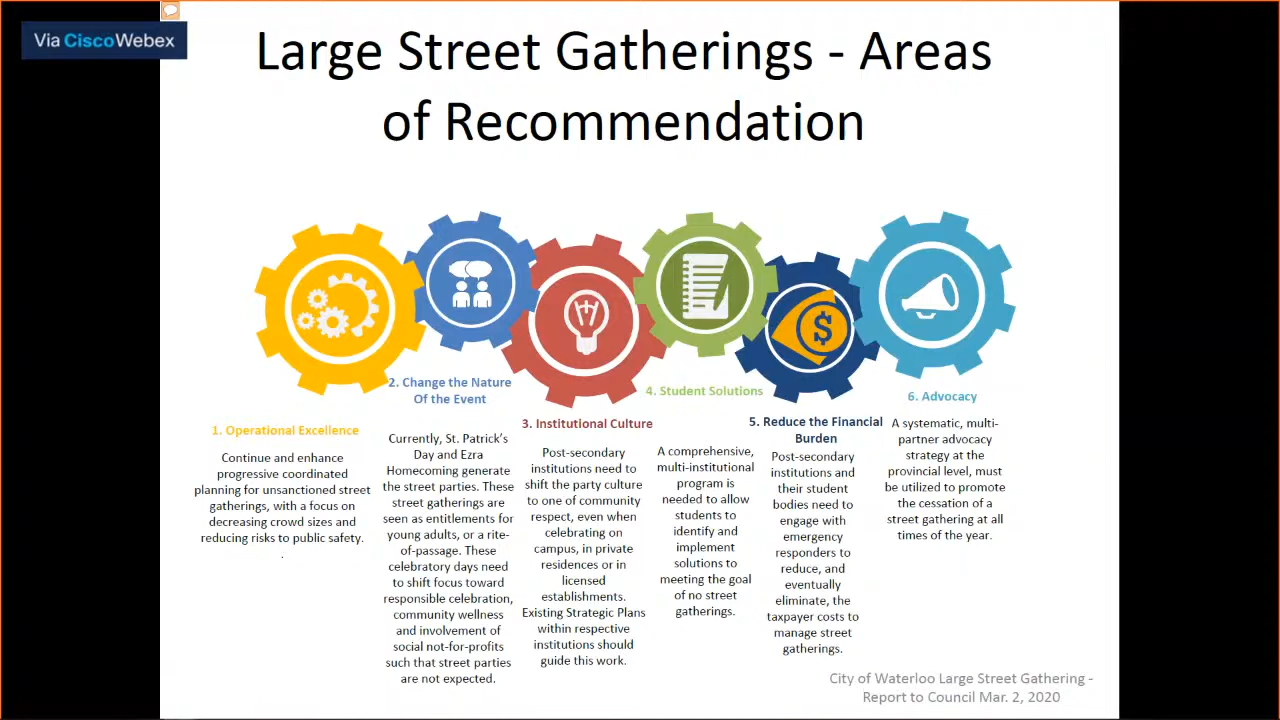 Via CiscoWebex
Large Street Gatherings - Areas
of Recommendation
1. Operational Excellence
Continue and enhance
progressive coordinated
planning for unsanctioned street
gatherings, with a focus on
decreasing crowd sizes and
reducing risks to public safety.
.
2. Change the Nature
Of the Event
Currently, St. Patrick's
Day and Ezra
Homecoming generate
the street parties. These
street gatherings are
seen as entitlements for
young adults, or a rite-
of-passage. These
celebratory days need
to shift focus toward
responsible celebration,
community wellness
and involvement of
social not-for-profits
such that street parties
are not expected.
3. Institutional Culture
Post-secondary
institutions need to
shift the party culture
to one of community
respect, even when
celebrating on
campus, in private
residences or in
licensed
establishments.
Existing Strategic Plans
within respective
institutions should
guide this work.
4. Student Solutions
A comprehensive,
multi-institutional
program is
needed to allow
students to
identify and
implement
solutions to
meeting the goal
of no street
gatherings.
$
5. Reduce the Financial
Burden
Post-secondary
institutions and
their student
bodies need to
engage with
emergency
responders to
reduce, and
eventually
eliminate, the
taxpayer costs to
manage street
gatherings.
6. Advocacy
A systematic, multi-
partner advocacy
strategy at the
provincial level, must
be utilized to promote
the cessation of a
street gathering at all
times of the year.
City of Waterloo Large Street Gathering -
Report to Council Mar. 2, 2020